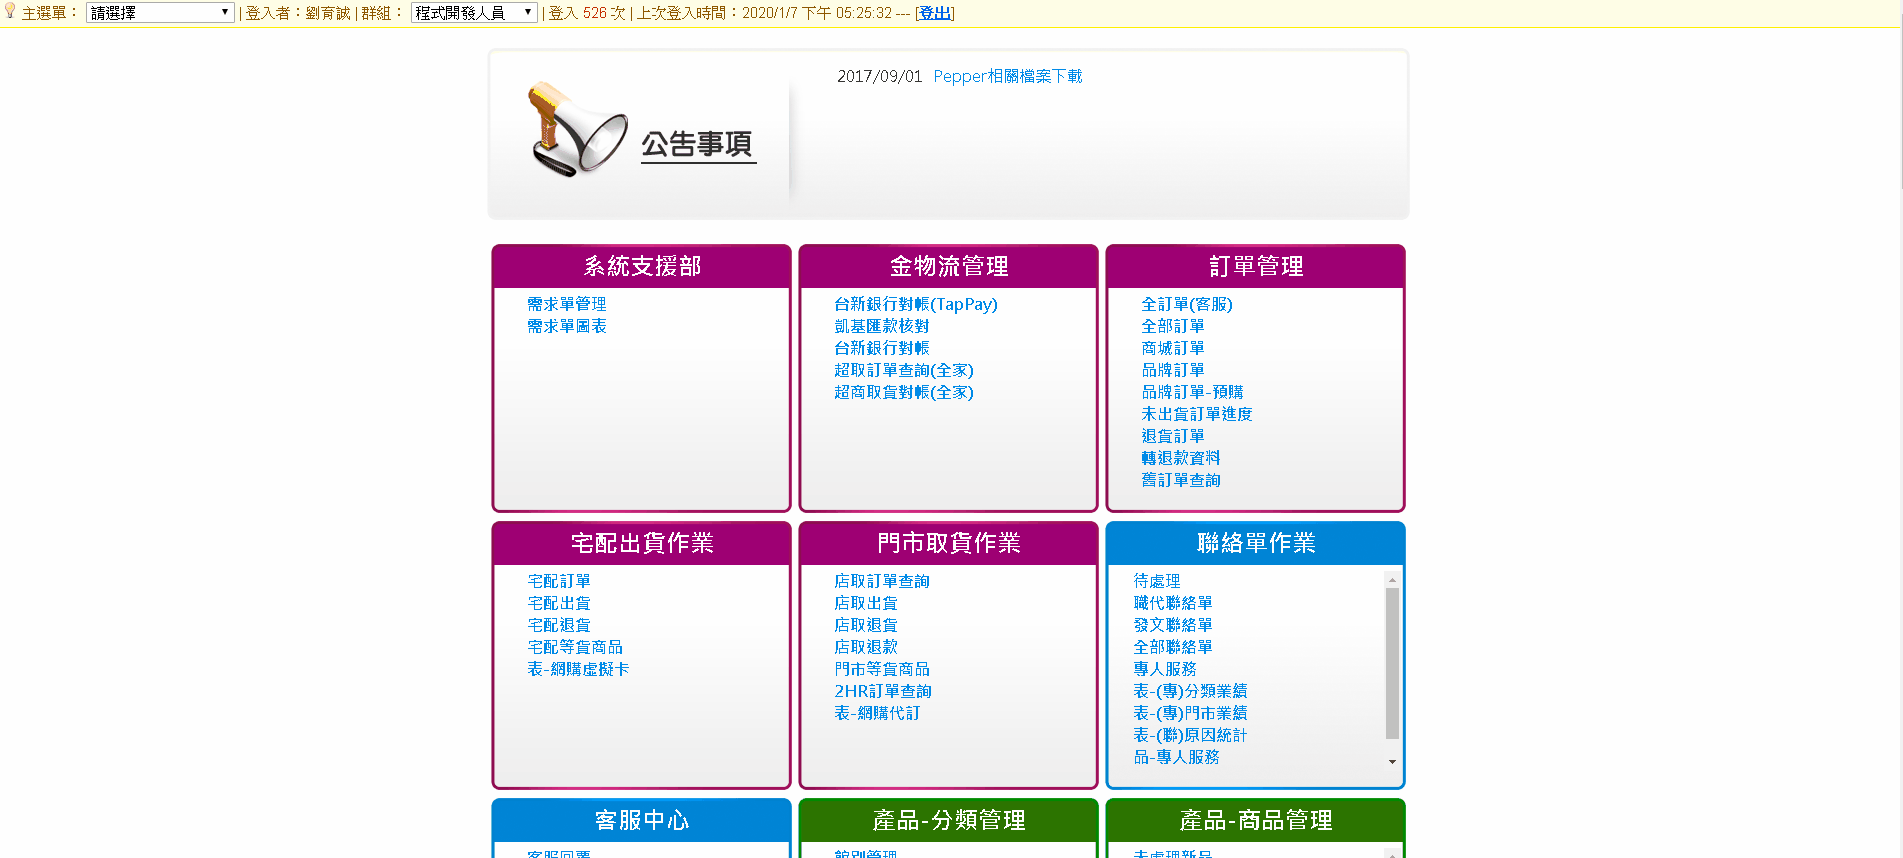 主選單： 請選擇 | 登入者：劉育誠 | 群組： 程式開發人員 | 登入 526 次 | 上次登入時間：2020/1/7 下午 05:25:32 --- [登出]
公告事項
2017/09/01 Pepper相關檔案下載
系統支援部
需求單管理
需求單圖表
金物流管理
台新銀行對帳(TapPay)
凱基匯款核對
台新銀行對帳
超取訂單查詢(全家)
超商取貨對帳(全家)
訂單管理
全訂單(客服)
全部訂單
商城訂單
品牌訂單
品牌訂單-預購
未出貨訂單進度
退貨訂單
轉退款資料
舊訂單查詢
宅配出貨作業
宅配訂單
宅配出貨
宅配退貨
宅配等貨商品
表-網購虛擬卡
門市取貨作業
店取訂單查詢
店取出貨
店取退貨
店取退款
門市等貨商品
2HR訂單查詢
表-網購代訂
聯絡單作業
待處理
職代聯絡單
發文聯絡單
全部聯絡單
專人服務
表-(專)分類業績
表-(專)門市業績
表-(聯)原因統計
品-專人服務
客服中心
客服回覆
產品-分類管理
館別管理
產品-商品管理
未處理新品